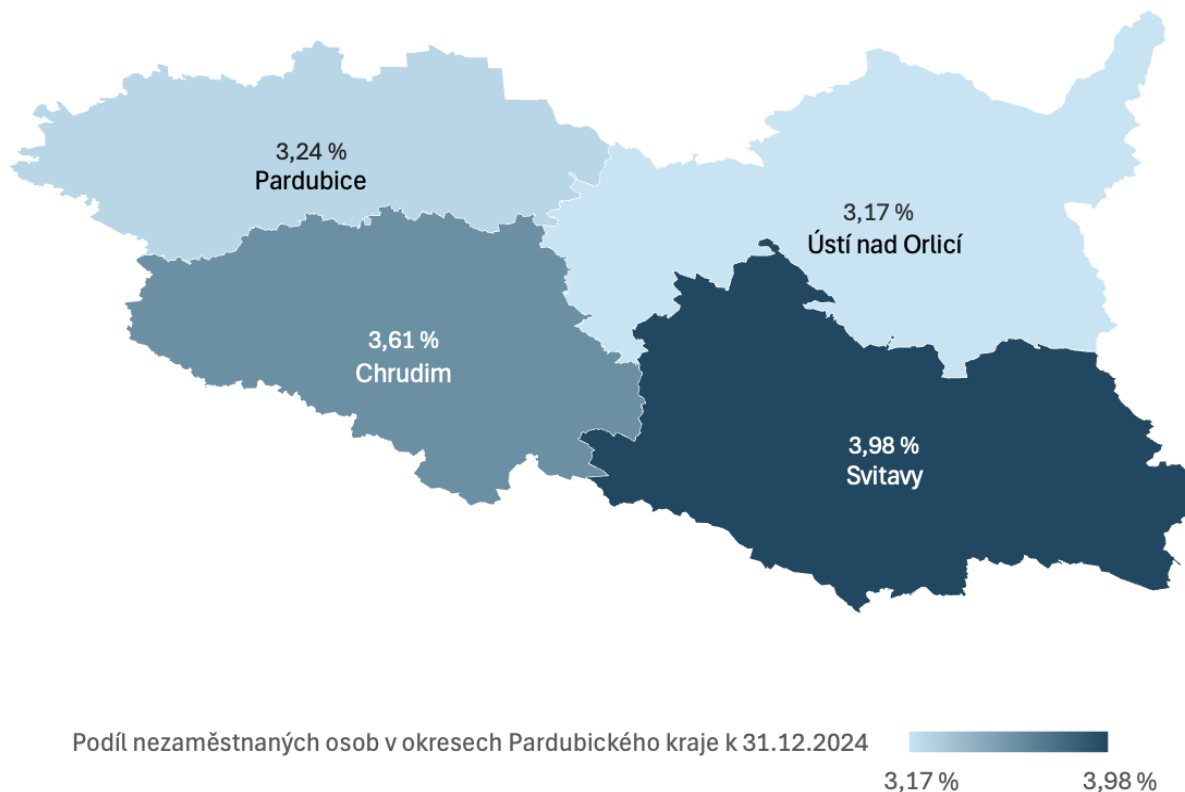 3,24 %
Pardubice
3,17 %
Ústí nad Orlicí
3,61 %
Chrudim
3,98 %
Svitavy
Podíl nezaměstnaných osob v okresech Pardubického kraje k 31.12.2024
3,17 %
3,98 %